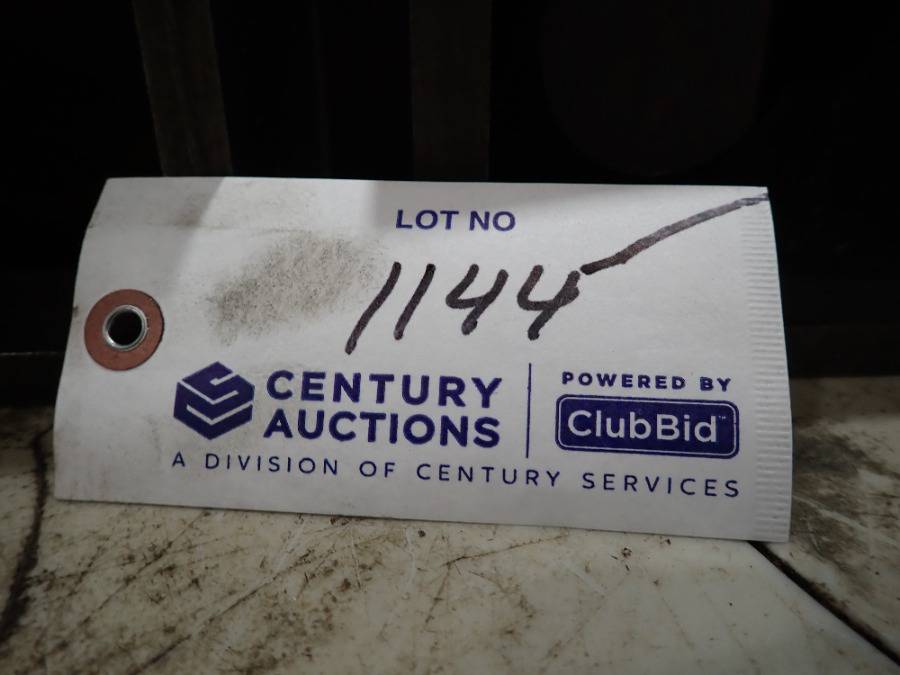 LOT NO
1144
CENTURY
AUCTIONS
A DIVISION OF CENTURY SERVICES
POWERED BY
ClubBid™